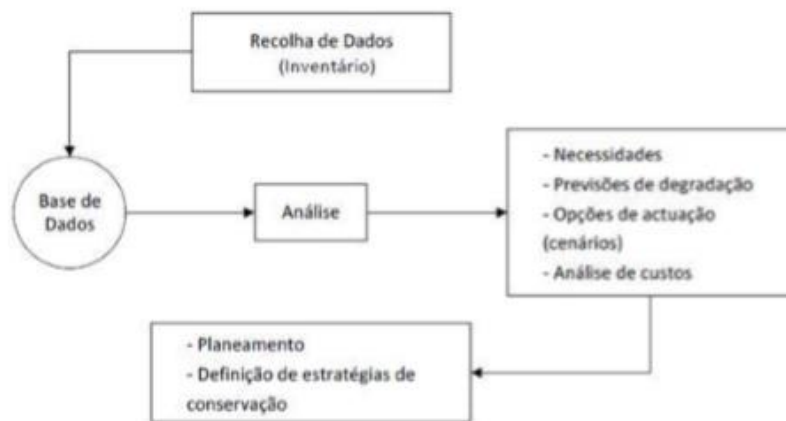 Recolha de Dados
(Inventário)
Base de
Dados
Análise
- Necessidades
- Previsões de degradação
- Opções de actuação
(cenários)
- Análise de custos
- Planeamento
- Definição de estratégias de
conservação